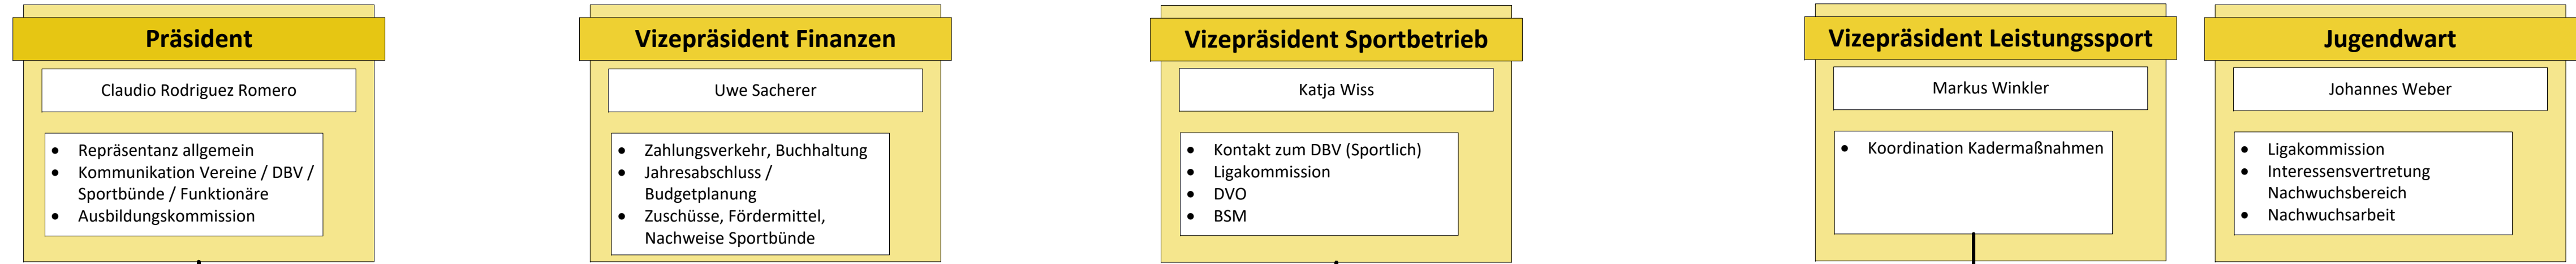 Präsident
Claudio Rodriguez Romero
• Repräsentanz allgemein
• Kommunikation Vereine / DBV /
Sportbünde / Funktionäre
• Ausbildungskommission
Vizepräsident Finanzen
Uwe Sacherer
• Zahlungsverkehr, Buchhaltung
• Jahresabschluss /
Budgetplanung
• Zuschüsse, Fördermittel,
Nachweise Sportbünde
Vizepräsident Sportbetrieb
Katja Wiss
• Kontakt zum DBV (Sportlich)
• Ligakommission
• DVO
• BSM
Vizepräsident Leistungssport
Markus Winkler
• Koordination Kadermaßnahmen
Jugendwart
Johannes Weber
• Ligakommission
• Interessensvertretung
Nachwuchsbereich
• Nachwuchsarbeit